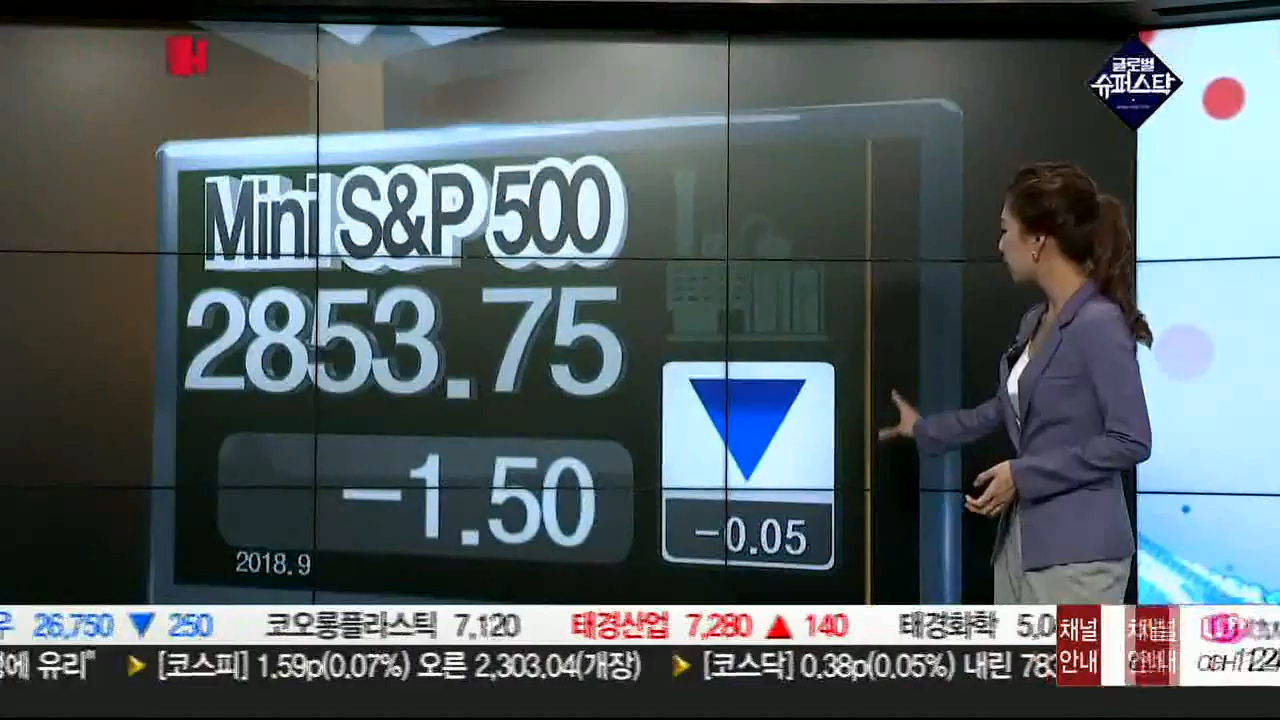 글로벌
슈퍼스탁
Mini S&P 500
2853.75
-1.50
-0.05
2018.9
우 26,750 ▼ 250 코오롱플라스틱 7,120 태경산업 7,280 ▲ 140 태경화학
에 유리" ▶ [코스피] 1.59p(0.07%) 오른 2,303.04(개장) ▶ [코스닥] 0.38p(0.05%) 내린
채널
안내